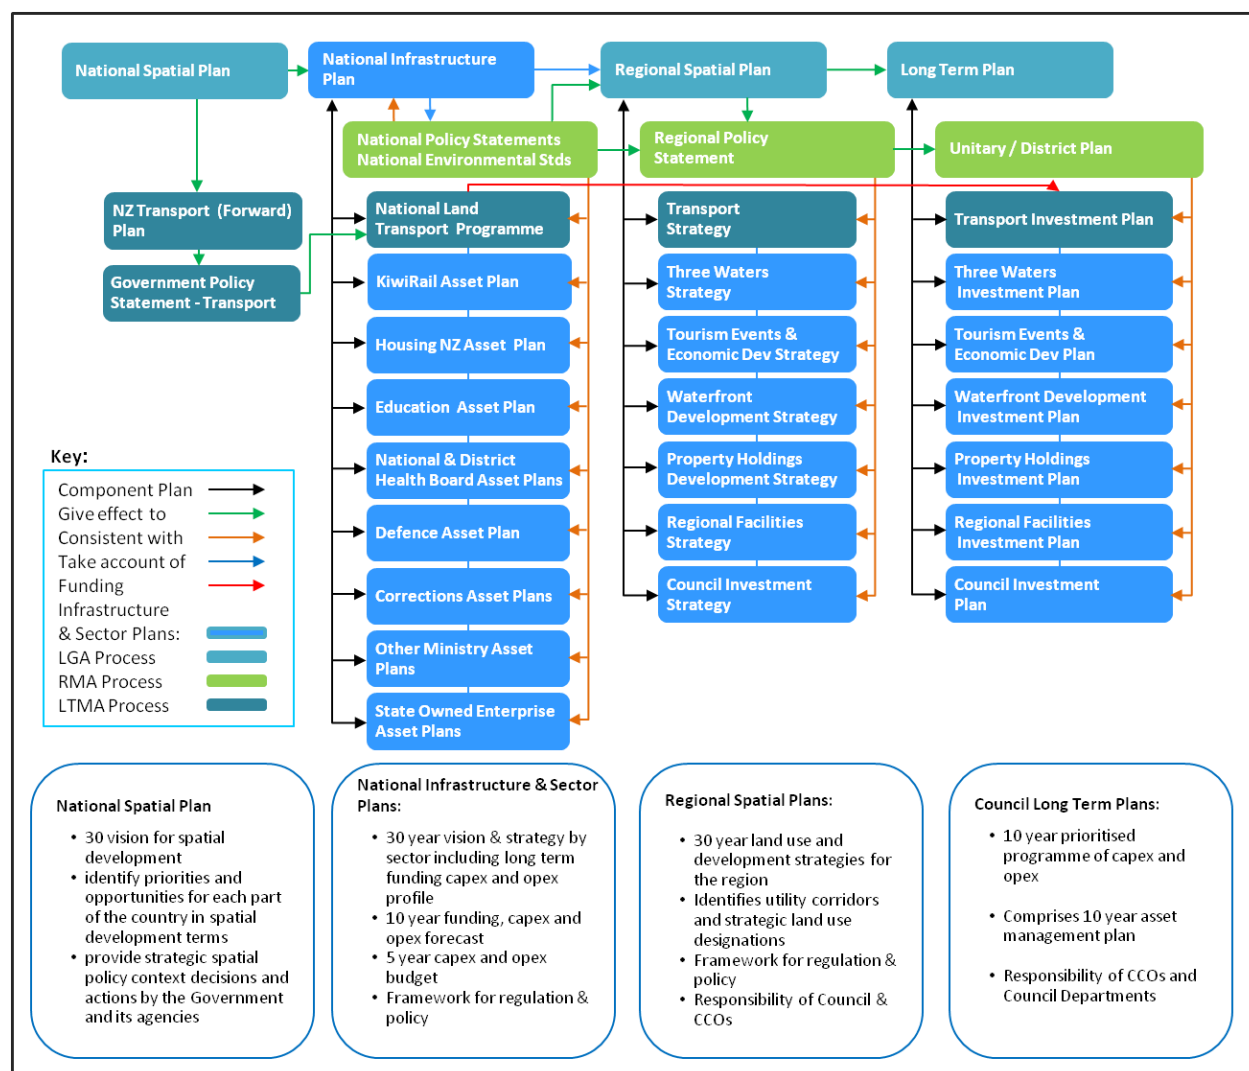 National Spatial Plan
National Infrastructure
Plan
Regional Spatial Plan
Long Term Plan
National Policy Statements
National Environmental Stds
Regional Policy
Statement
Unitary / District Plan
NZ Transport (Forward)
Plan
Government Policy
Statement - Transport
National Land
Transport Programme
KiwiRail Asset Plan
Housing NZ Asset Plan
Education Asset Plan
National & District
Health Board Asset Plans
Defence Asset Plan
Corrections Asset Plans
Other Ministry Asset
Plans
State Owned Enterprise
Asset Plans
Transport
Strategy
Three Waters
Strategy
Tourism Events &
Economic Dev Strategy
Waterfront
Development Strategy
Property Holdings
Development Strategy
Regional Facilities
Strategy
Council Investment
Strategy
Transport Investment Plan
Three Waters
Investment Plan
Tourism Events &
Economic Dev Plan
Waterfront Development
Investment Plan
Property Holdings
Investment Plan
Regional Facilities
Investment Plan
Council Investment
Plan
Key:
Component Plan
Give effect to
Consistent with
Take account of
Funding
Infrastructure
& Sector Plans:
LGA Process
RMA Process
LTMA Process
National Spatial Plan
• 30 vision for spatial
development
• identify priorities and
opportunities for each part
of the country in spatial
development terms
• provide strategic spatial
policy context decisions and
actions by the Government
and its agencies
National Infrastructure & Sector
Plans:
• 30 year vision & strategy by
sector including long term
funding capex and opex
profile
• 10 year funding, capex and
opex forecast
• 5 year capex and opex
budget
• Framework for regulation &
policy
Regional Spatial Plans:
• 30 year land use and
development strategies for
the region
• Identifies utility corridors
and strategic land use
designations
• Framework for regulation &
policy
• Responsibility of Council &
CCOs
Council Long Term Plans:
• 10 year prioritised
programme of capex and
opex
• Comprises 10 year asset
management plan
• Responsibility of CCOs and
Council Departments